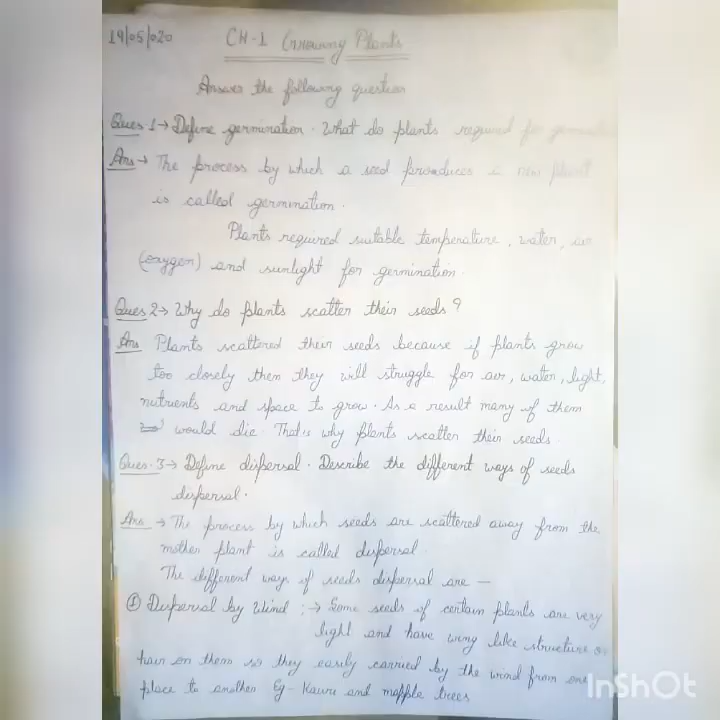 19/05/020
CH-1 Growing Plants
Answer the following question
Ques 1→ Define germination. What do plants required for
Ans → The process by which a seed produces a new plant
is called germination.
Plants required suitable temperature, water, air
(oxygen) and sunlight for germination.
Ques 2→ Why do plants scatter their seeds?
Ans Plants scattered their seeds because if plants grow
too closely then they will struggle for air, water, light,
nutrients and space to grow. As a result many of them
would die. That is why plants scatter their seeds.
Ques. 3→ Define dispersal. Describe the different ways of seeds
dispersal.
Ans → The process by which seeds are scattered away from the
mother plant is called dispersal.
The different ways of seeds dispersal are —
① Dispersal by Wind :→ Some seeds of certain plants are very
light and have wing like structure or
hair on them so they easily carried by the wind from one
place to another Eg- Kauri and mapple trees
InShOt